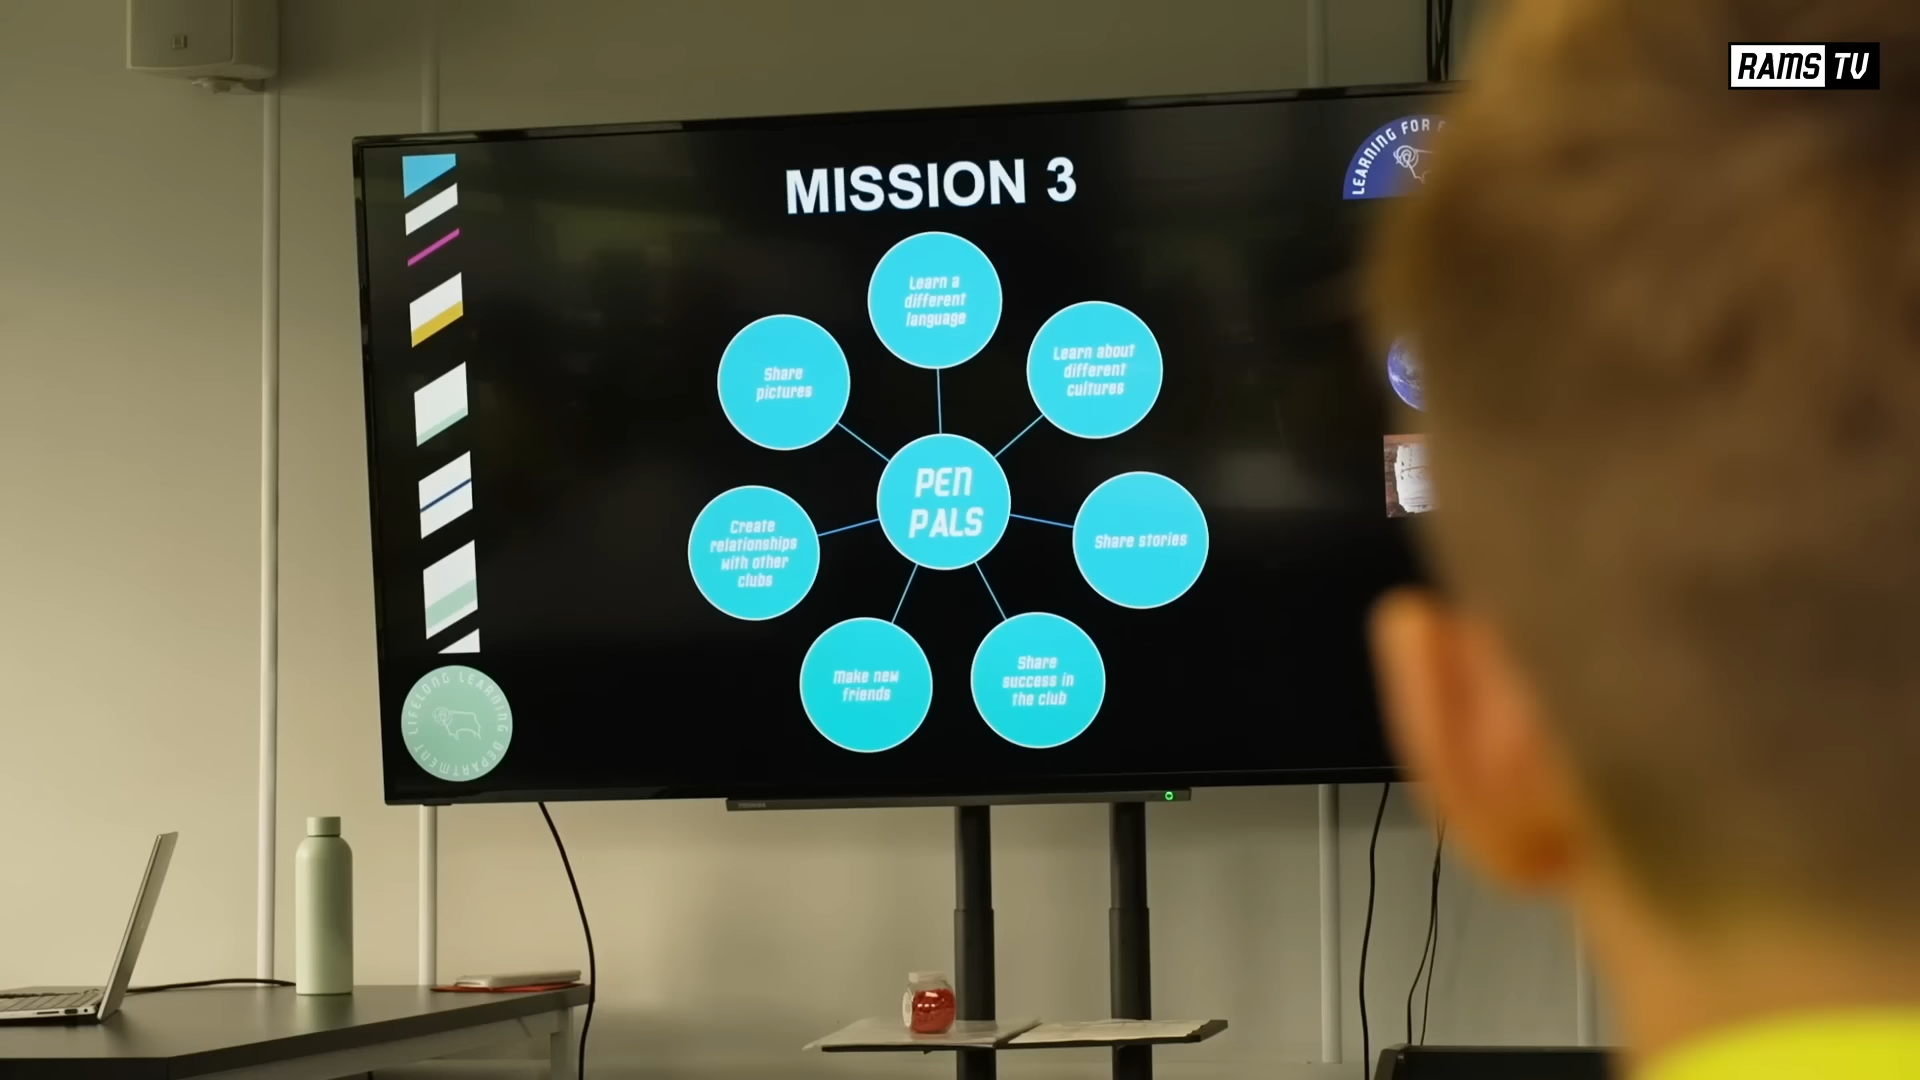 RAMS TV
LEARNING FOR
MISSION 3
Learn a
different
language
Learn about
different
cultures
Share
pictures
PEN
PALS
Share stories
Create
relationships
with other
clubs
Make new
friends
Share
success in
the club
LIFELONG LEARNING DEPARTMENT
TOSHIBA